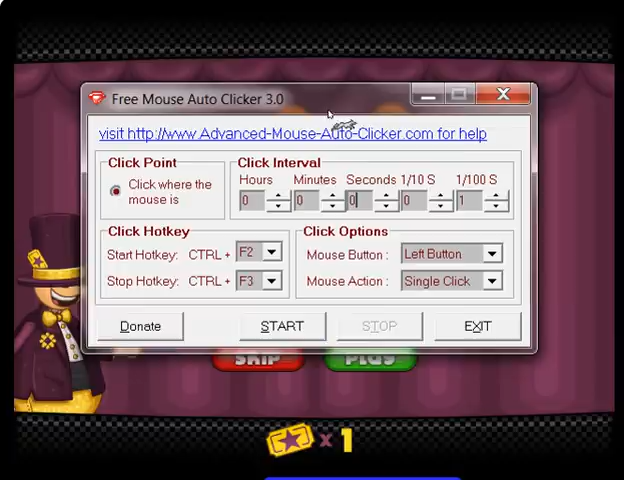 Free Mouse Auto Clicker 3.0
visit http://www.Advanced-Mouse-Auto-Clicker.com for help
Click Point
Click where the
mouse is
Click Interval
Hours Minutes Seconds 1/10 S 1/100 S
0 0 0 0 1
Click Hotkey
Start Hotkey: CTRL + F2
Stop Hotkey: CTRL + F3
Click Options
Mouse Button : Left Button
Mouse Action : Single Click
Donate START STOP EXIT
SKIP PLAY
x 1